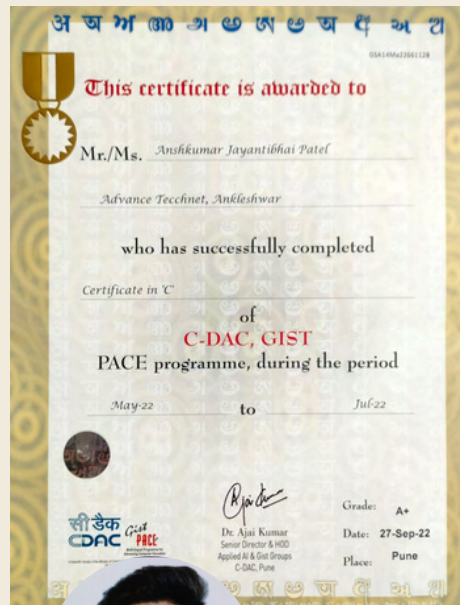 अ অ അ
GSA14Ma22661128
This certificate is awarded to
Mr./Ms. Anshkumar Jayantibhai Patel
Advance Tecchnet, Ankleshwar
who has successfully completed
Certificate in 'C'
of
C-DAC, GIST
PACE programme, during the period
May-22 to Jul-22
Grade: A+
Dr. Ajai Kumar
Senior Director & HOD
Applied AI & Gist Groups
C-DAC, Pune
Date: 27-Sep-22
Place: Pune
सी डैक
CDAC
Gist
PACE